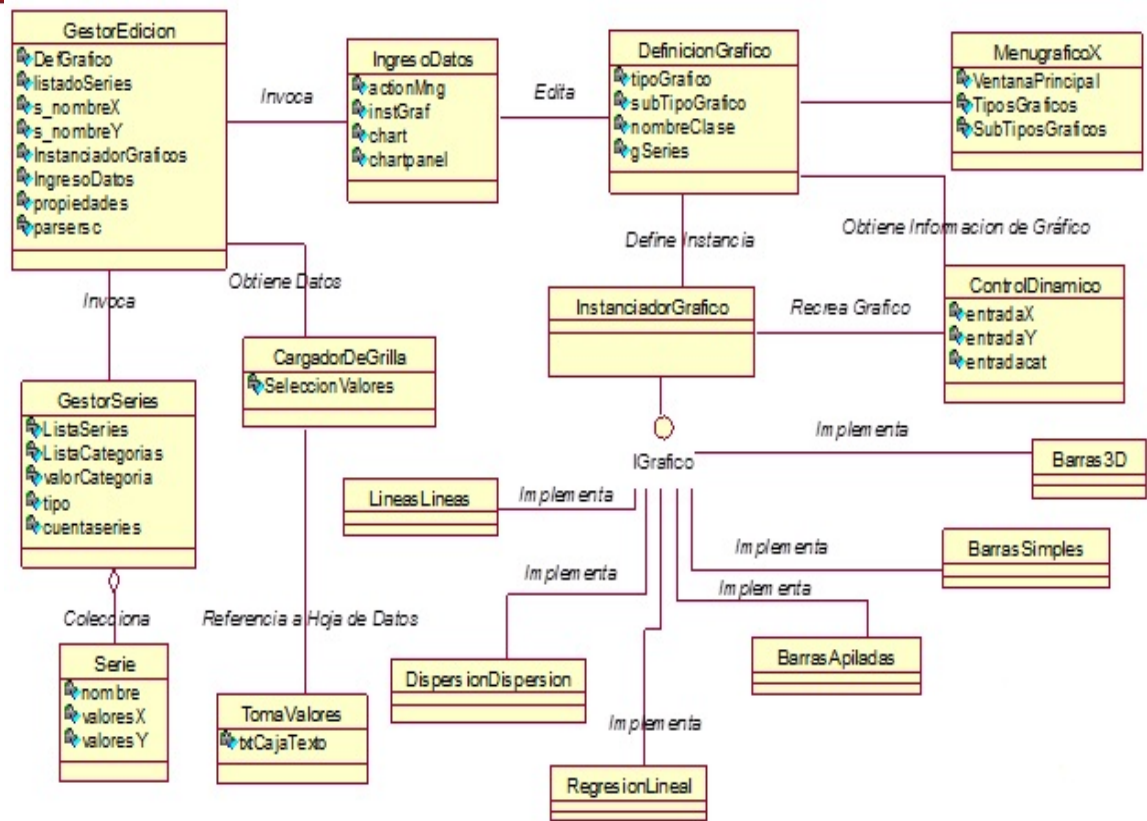 GestorEdicion
DefGrafico
listadoSeries
s_nombreX
s_nombreY
InstanciadorGraficos
IngresoDatos
propiedades
parsersc
Invoca
IngresoDatos
actionMng
instGraf
chart
chartpanel
Edita
DefinicionGrafico
tipoGrafico
subTipoGrafico
nombreClase
gSeries
MenugraficoX
VentanaPrincipal
TiposGraficos
SubTiposGraficos
Invoca
Obtiene Datos
Define Instancia
Obtiene Informacion de Gráfico
InstanciadorGrafico
Recrea Grafico
ControlDinamico
entradaX
entradaY
entradacat
CargadorDeGrilla
SeleccionValores
GestorSeries
ListaSeries
ListaCategorias
valorCategoria
tipo
cuentaseries
IGrafico
Implementa
Barras3D
LineasLineas
Implementa
Implementa
BarrasSimples
Implementa
Implementa
Colecciona
Referencia a Hoja de Datos
Serie
nombre
valoresX
valoresY
TomaValores
txtCajaTexto
DispersionDispersion
BarrasApiladas
Implementa
RegresionLineal